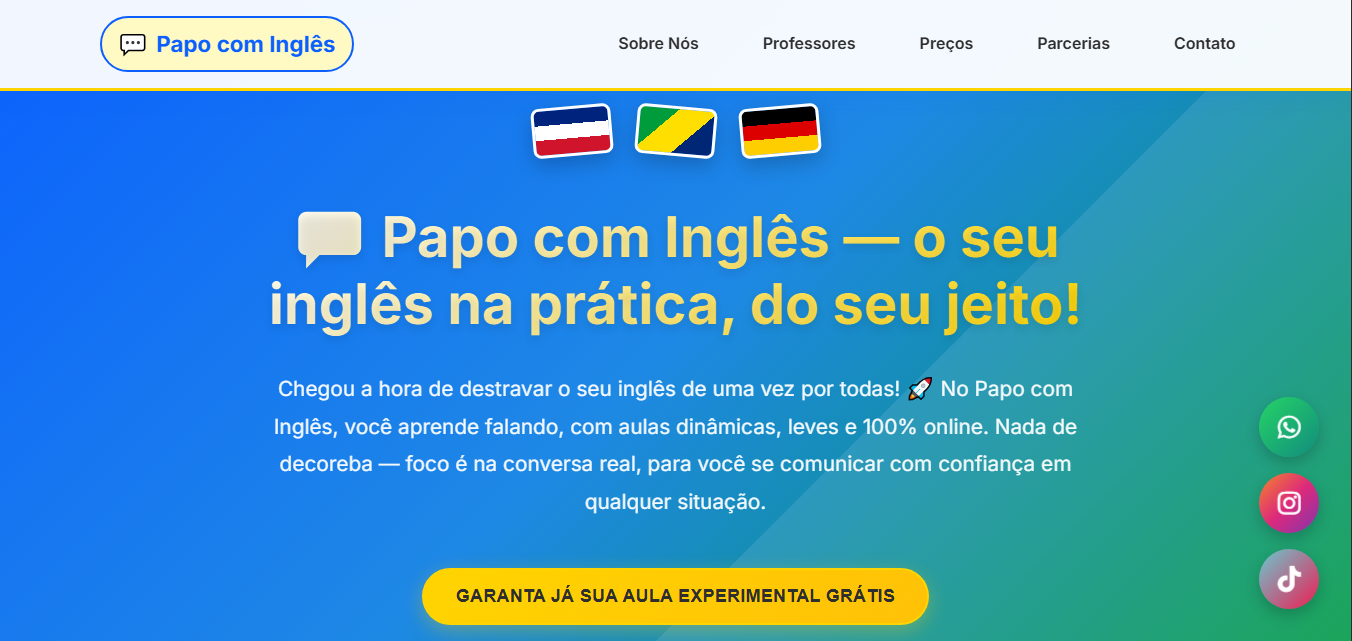 Papo com Inglês
Sobre Nós
Professores
Preços
Parcerias
Contato
Papo com Inglês — o seu
inglês na prática, do seu jeito!
Chegou a hora de destravar o seu inglês de uma vez por todas! 🚀 No Papo com
Inglês, você aprende falando, com aulas dinâmicas, leves e 100% online. Nada de
decoreba — foco é na conversa real, para você se comunicar com confiança em
qualquer situação.
GARANTA JÁ SUA AULA EXPERIMENTAL GRÁTIS